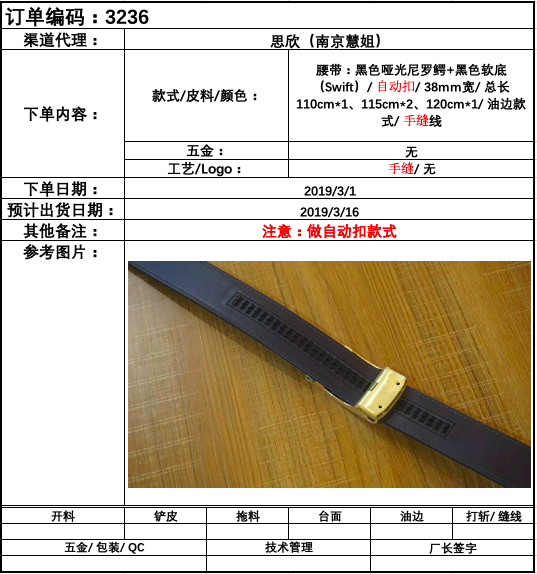 订单编码：3236
渠道代理：
思欣（南京慧姐）
下单内容：
款式/皮料/颜色：
腰带：黑色哑光尼罗鳄+黑色软底
（Swift）/ 自动扣/ 38mm宽/ 总长
110cm*1、115cm*2、120cm*1/ 油边款
式/ 手缝线
五金：
无
工艺/Logo：
手缝/ 无
下单日期：
2019/3/1
预计出货日期：
2019/3/16
其他备注：
注意：做自动扣款式
参考图片：
开料 铲皮 拖料 台面 油边 打斩/ 缝线
五金/ 包装/ QC 技术管理 厂长签字